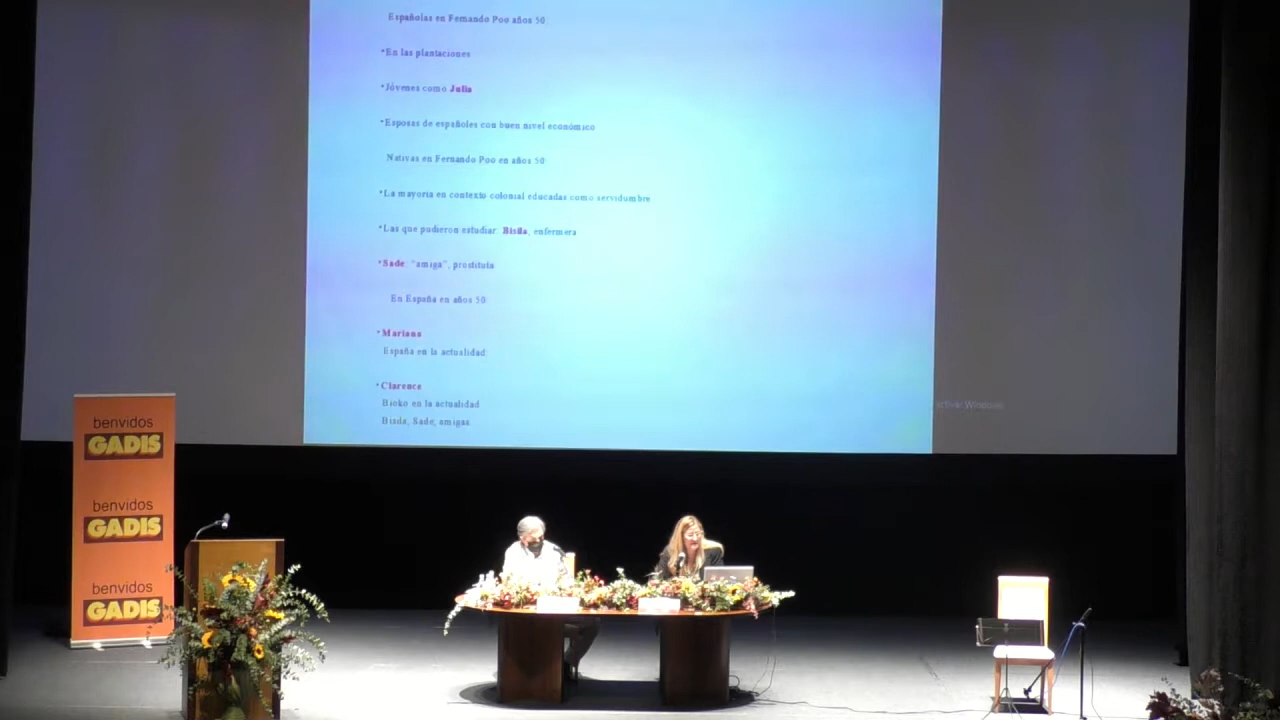 Españolas en Fernando Poo años 50:
•En las plantaciones
•Jóvenes como Julia
•Esposas de españoles con buen nivel económico
Nativas en Fernando Poo en años 50:
•La mayoría en contexto colonial educadas como servidumbre
•Las que pudieron estudiar: Bisila, enfermera
•Sade: "amiga", prostituta
En España en años 50
•Mariana
España en la actualidad
•Clarence
Bioko en la actualidad
Bisila, Sade, amigas
Activar Windows
benvidos
GADIS
benvidos
GADIS
benvidos
GADIS